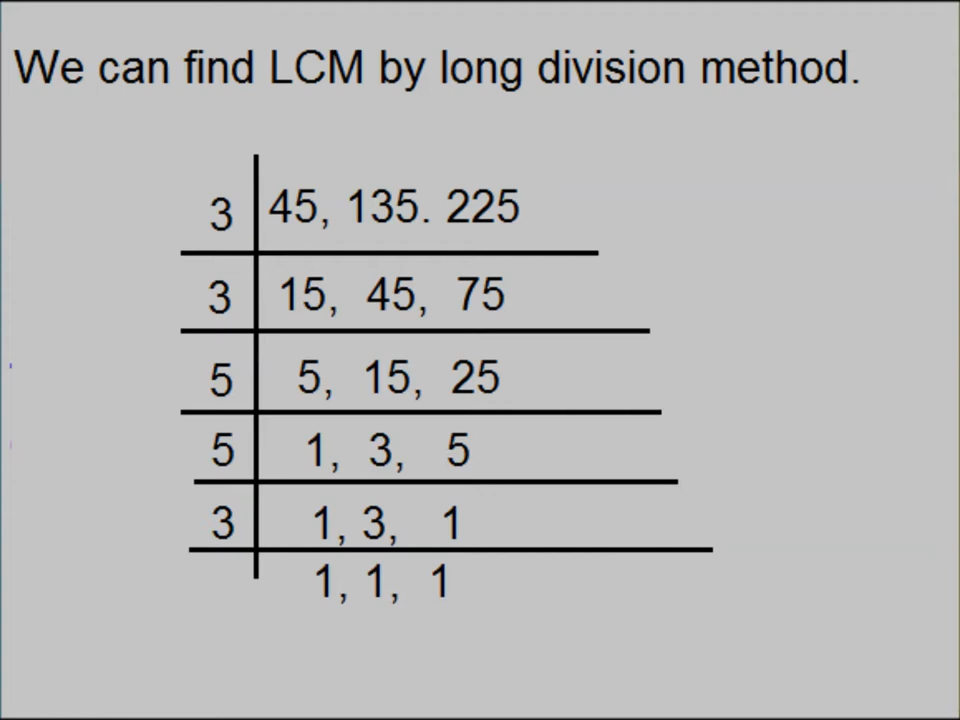 We can find LCM by long division method.
3 45, 135. 225
3 15, 45, 75
5 5, 15, 25
5 1, 3, 5
3 1, 3, 1
1, 1, 1